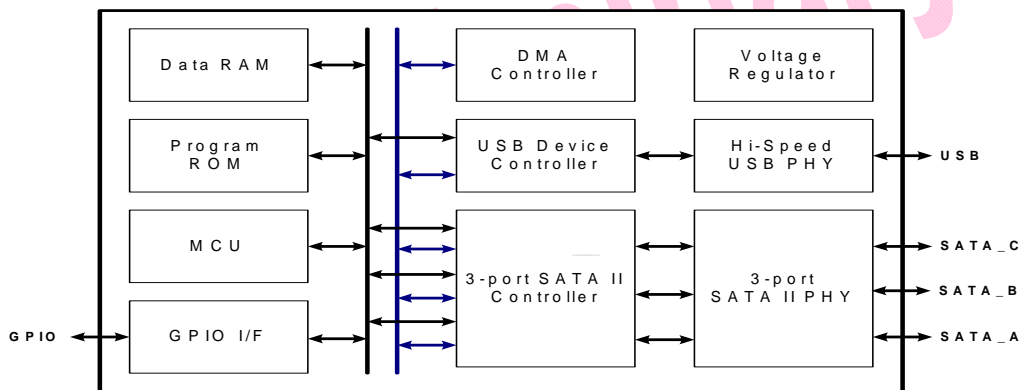 Data RAM
DMA
Controller
Voltage
Regulator
Program
ROM
USB Device
Controller
Hi-Speed
USB PHY
USB
MCU
3-port SATA II
Controller
3-port
SATA II PHY
SATA_C
SATA_B
SATA_A
GPIO
GPIO I/F